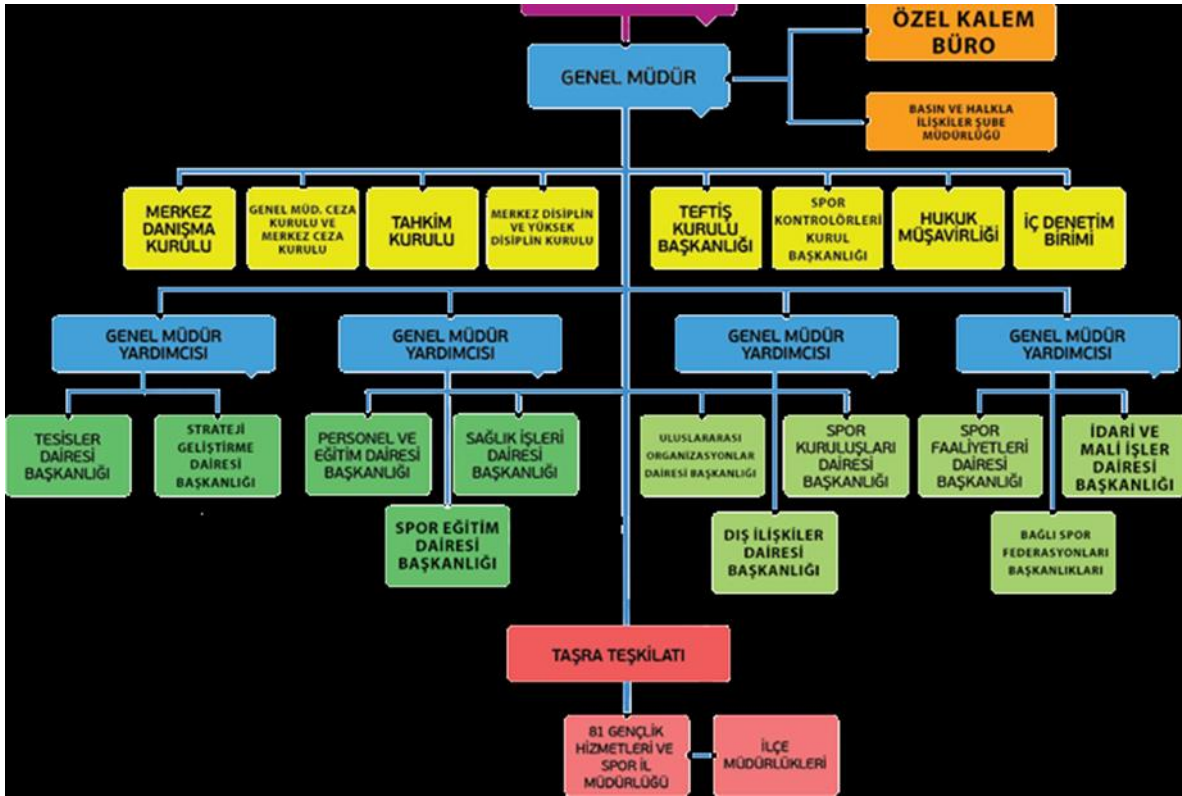 ÖZEL KALEM
BÜRO
GENEL MÜDÜR
BASIN VE HALKLA
İLİŞKİLER ŞUBE
MÜDÜRLÜĞÜ
MERKEZ
DANIŞMA
KURULU
GENEL MÜD. CEZA
KURULU VE
MERKEZ CEZA
KURULU
TAHKİM
KURULU
MERKEZ DİSİPLİN
VE YÜKSEK
DİSİPLİN KURULU
TEFTİŞ
KURULU
BAŞKANLIĞI
SPOR
KONTROLÖRLERİ
KURUL
BAŞKANLIĞI
HUKUK
MÜŞAVİRLİĞİ
İÇ DENETİM
BİRİMİ
GENEL MÜDÜR
YARDIMCISI
GENEL MÜDÜR
YARDIMCISI
GENEL MÜDÜR
YARDIMCISI
GENEL MÜDÜR
YARDIMCISI
TESİSLER
DAİRESİ
BAŞKANLIĞI
STRATEJİ
GELİŞTİRME
DAİRESİ
BAŞKANLIĞI
PERSONEL VE
EĞİTİM DAİRESİ
BAŞKANLIĞI
SAĞLIK İŞLERİ
DAİRESİ
BAŞKANLIĞI
ULUSLARARASI
ORGANİZASYONLAR
DAİRESİ BAŞKANLIĞI
SPOR
KURULUŞLARI
DAİRESİ
BAŞKANLIĞI
SPOR
FAALİYETLERİ
DAİRESİ
BAŞKANLIĞI
İDARİ VE
MALİ İŞLER
DAİRESİ
BAŞKANLIĞI
SPOR EĞİTİM
DAİRESİ
BAŞKANLIĞI
DIŞ İLİŞKİLER
DAİRESİ
BAŞKANLIĞI
BAĞLI SPOR
FEDERASYONLARI
BAŞKANLIKLARI
TAŞRA TEŞKİLATI
81 GENÇLİK
HİZMETLERİ VE
SPOR İL
MÜDÜRLÜĞÜ
İLÇE
MÜDÜRLÜKLERİ